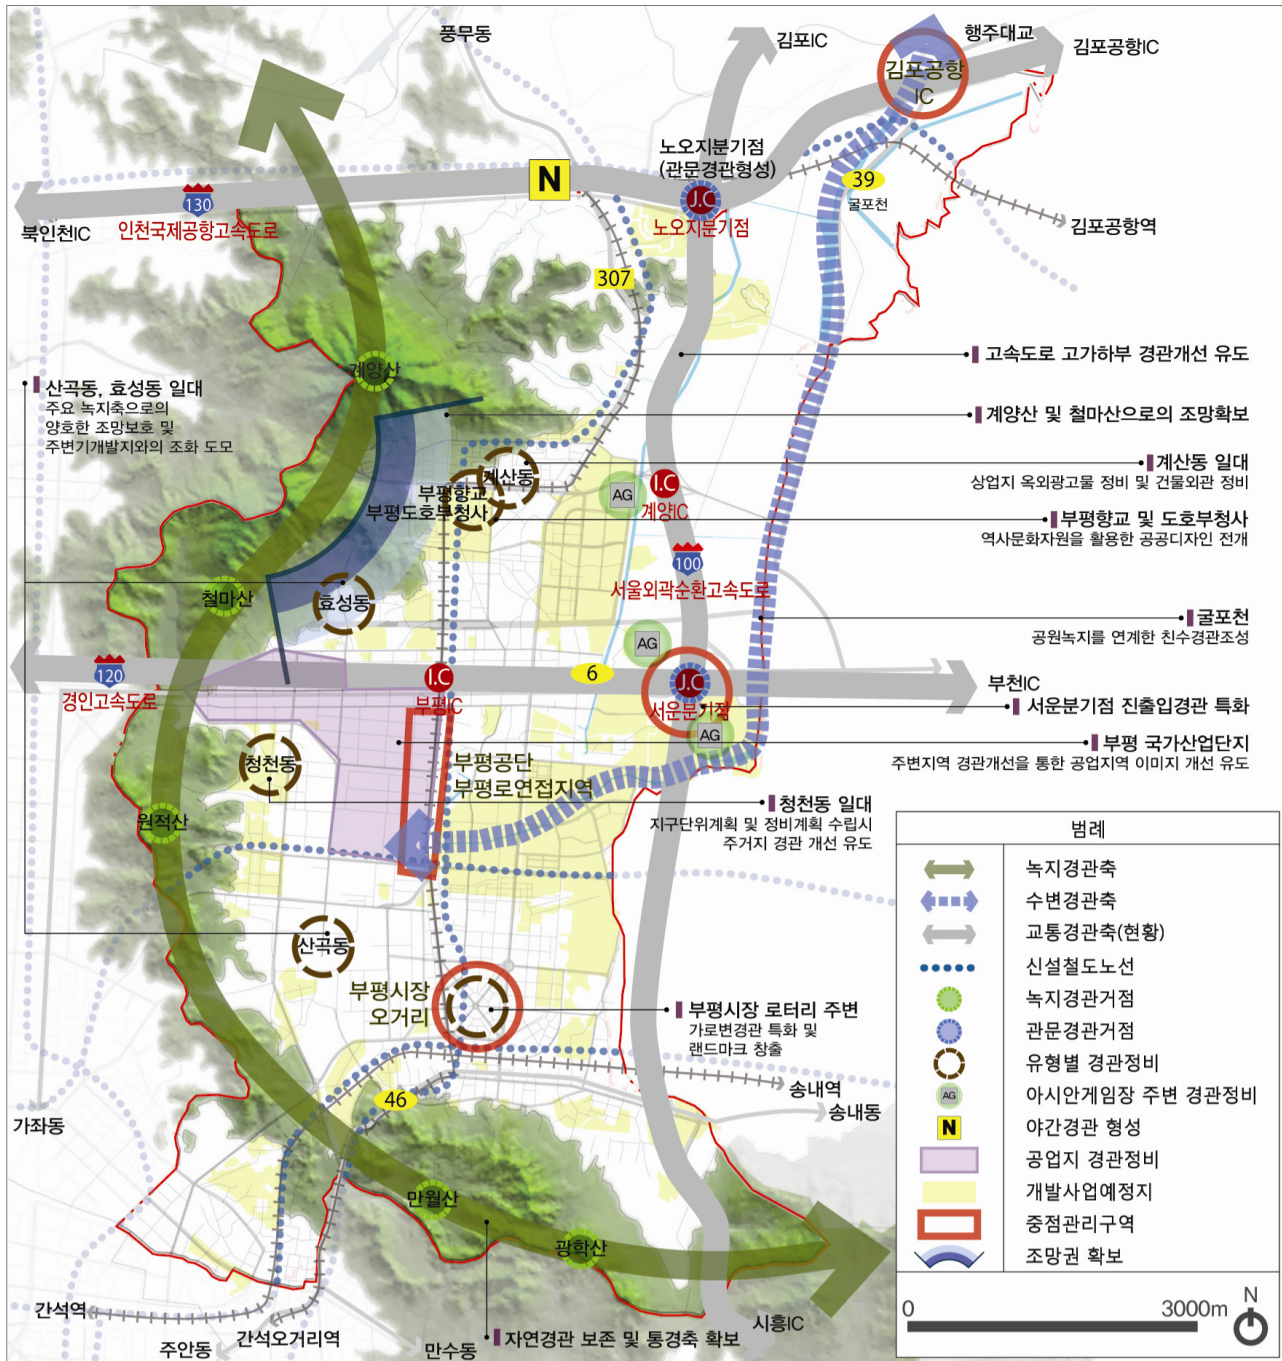 풍무동
김포IC
행주대교
김포공항IC
김포공항
IC
노오지분기점
(관문경관형성)
N
130
북인천IC
인천국제공항고속도로
J.C
노오지분기점
39
굴포천
김포공항역
307
고속도로 고가하부 경관개선 유도
계양산
산곡동, 효성동 일대
주요 녹지축으로의
양호한 조망보호 및
주변기개발지와의 조화 도모
계양산 및 철마산으로의 조망확보
계산동
계산동 일대
상업지 옥외광고물 정비 및 건물외관 정비
부평향교
부평도호부청사
AG
I.C
계양IC
부평향교 및 도호부청사
역사문화자원을 활용한 공공디자인 전개
100
서울외곽순환고속도로
철마산
효성동
굴포천
공원녹지를 연계한 친수경관조성
AG
120
경인고속도로
I.C
부평IC
6
J.C
서운분기점
부천IC
서운분기점 진출입경관 특화
AG
부평 국가산업단지
주변지역 경관개선을 통한 공업지역 이미지 개선 유도
청천동
부평공단
부평로연접지역
청천동 일대
지구단위계획 및 정비계획 수립시
주거지 경관 개선 유도
원적산
산곡동
부평시장
오거리
부평시장 로터리 주변
가로변경관 특화 및
랜드마크 창출
송내역
송내동
46
가좌동
만월산
광학산
간석역
주안동
간석오거리역
만수동
자연경관 보존 및 통경축 확보
시흥IC
범례
녹지경관축
수변경관축
교통경관축(현황)
신설철도노선
녹지경관거점
관문경관거점
유형별 경관정비
AG
아시안게임장 주변 경관정비
N
야간경관 형성
공업지 경관정비
개발사업예정지
중점관리구역
조망권 확보
0
3000m
N